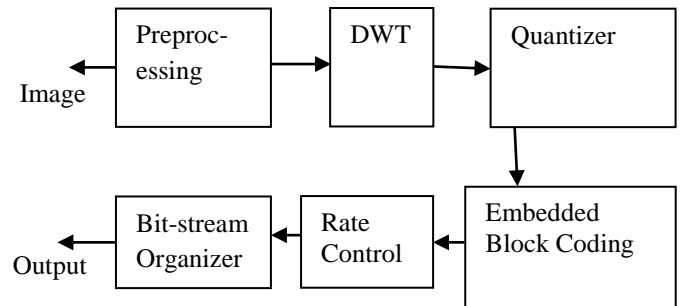 Preproc-
essing
DWT
Quantizer
Image
Bit-stream
Organizer
Rate
Control
Embedded
Block Coding
Output